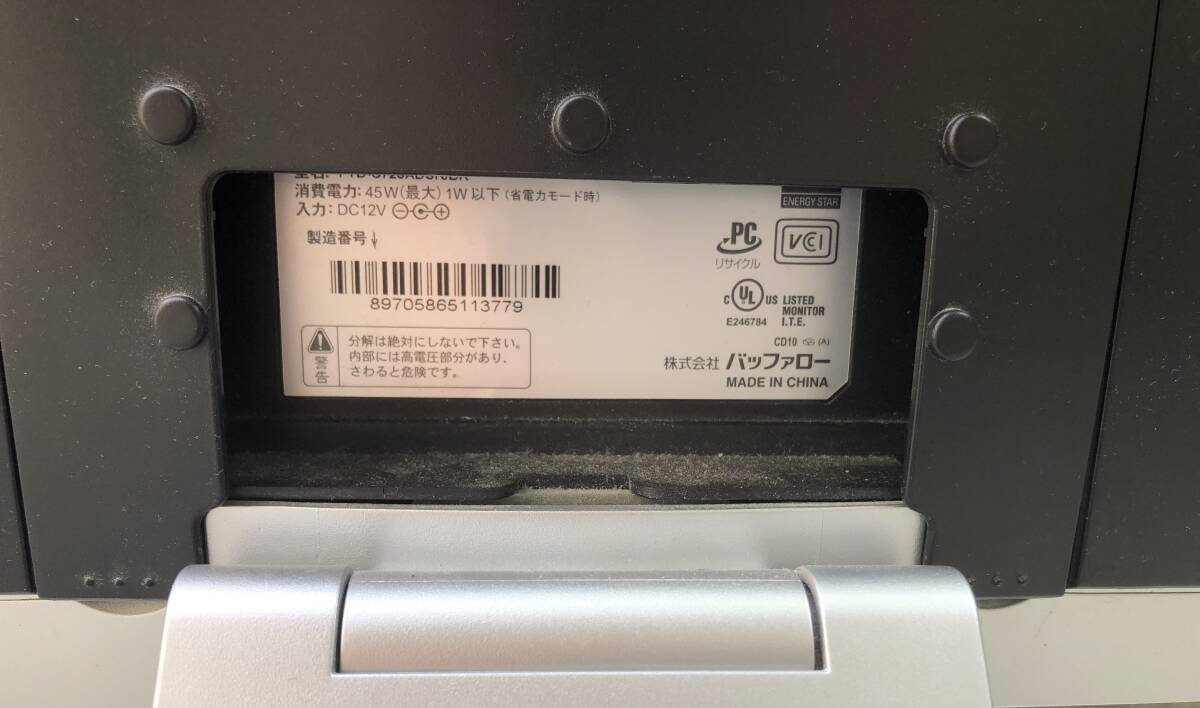 消費電力：45W（最大）1W 以下（省電力モード時）
入力：DC12V
製造番号↓
89705865113779
警告
分解は絶対にしないで下さい。
内部には高電圧部分があり、
さわると危険です。
ENERGY STAR
PC
リサイクル
VCI
C UL US LISTED
MONITOR
I.T.E.
E246784
CD10 (A)
株式会社 バッファロー
MADE IN CHINA